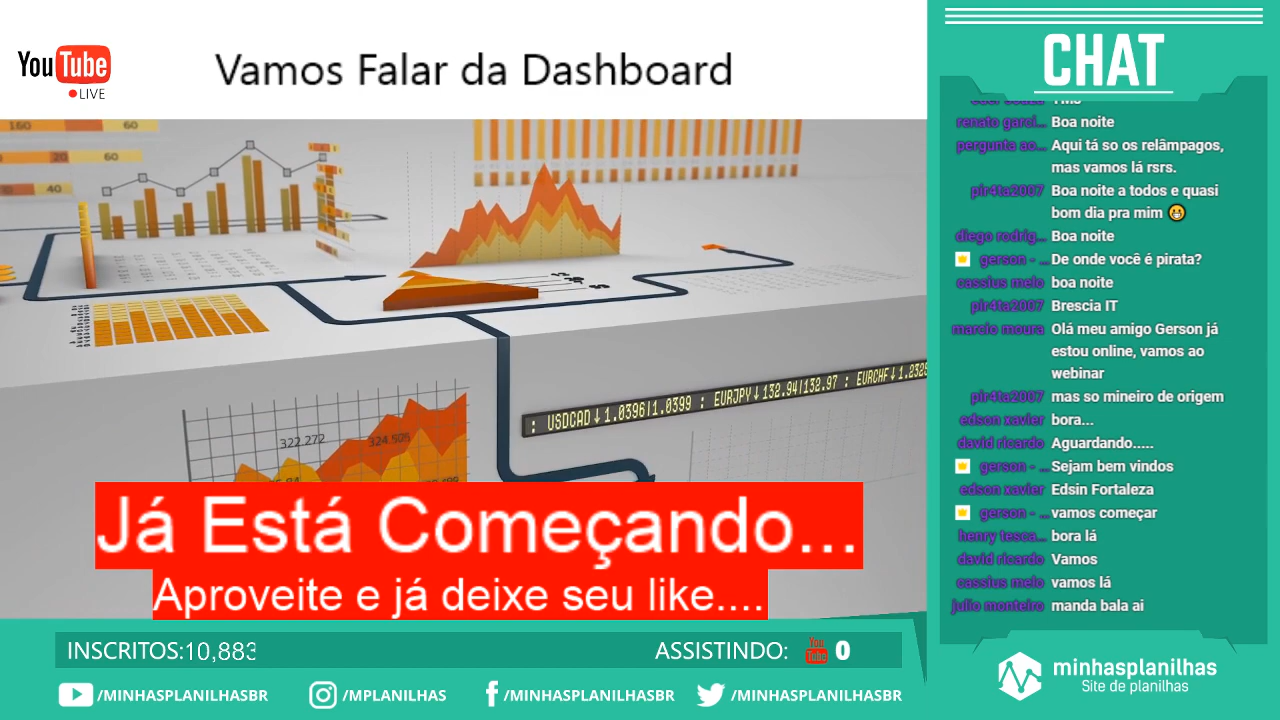 YouTube
LIVE
Vamos Falar da Dashboard
160
60
20
60
40
322.272
324.505
: USDCAD↓1.0396|1.0399 : EURJPY↓132.94|132.97 : EURCHF↓1.232
Já Está Começando...
Aproveite e já deixe seu like....
INSCRITOS:10,883
ASSISTINDO:
You Tube
0
/MINHASPLANILHASBR
/MPLANILHAS
/MINHASPLANILHASBR
/MINHASPLANILHASBR
CHAT
renato garci... Boa noite
pergunta ao... Aqui tá so os relâmpagos,
mas vamos lá rsrs.
pir4ta2007 Boa noite a todos e quasi
bom dia pra mim 😀
diego rodrig... Boa noite
gerson - ... De onde você é pirata?
cassius melo boa noite
pir4ta2007 Brescia IT
marcio moura Olá meu amigo Gerson já
estou online, vamos ao
webinar
pir4ta2007 mas so mineiro de origem
edson xavier bora...
david ricardo Aguardando.....
gerson - ... Sejam bem vindos
edson xavier Edsin Fortaleza
gerson - ... vamos começar
henry tesca... bora lá
david ricardo Vamos
cassius melo vamos lá
julio monteiro manda bala ai
minhasplanilhas
Site de planilhas